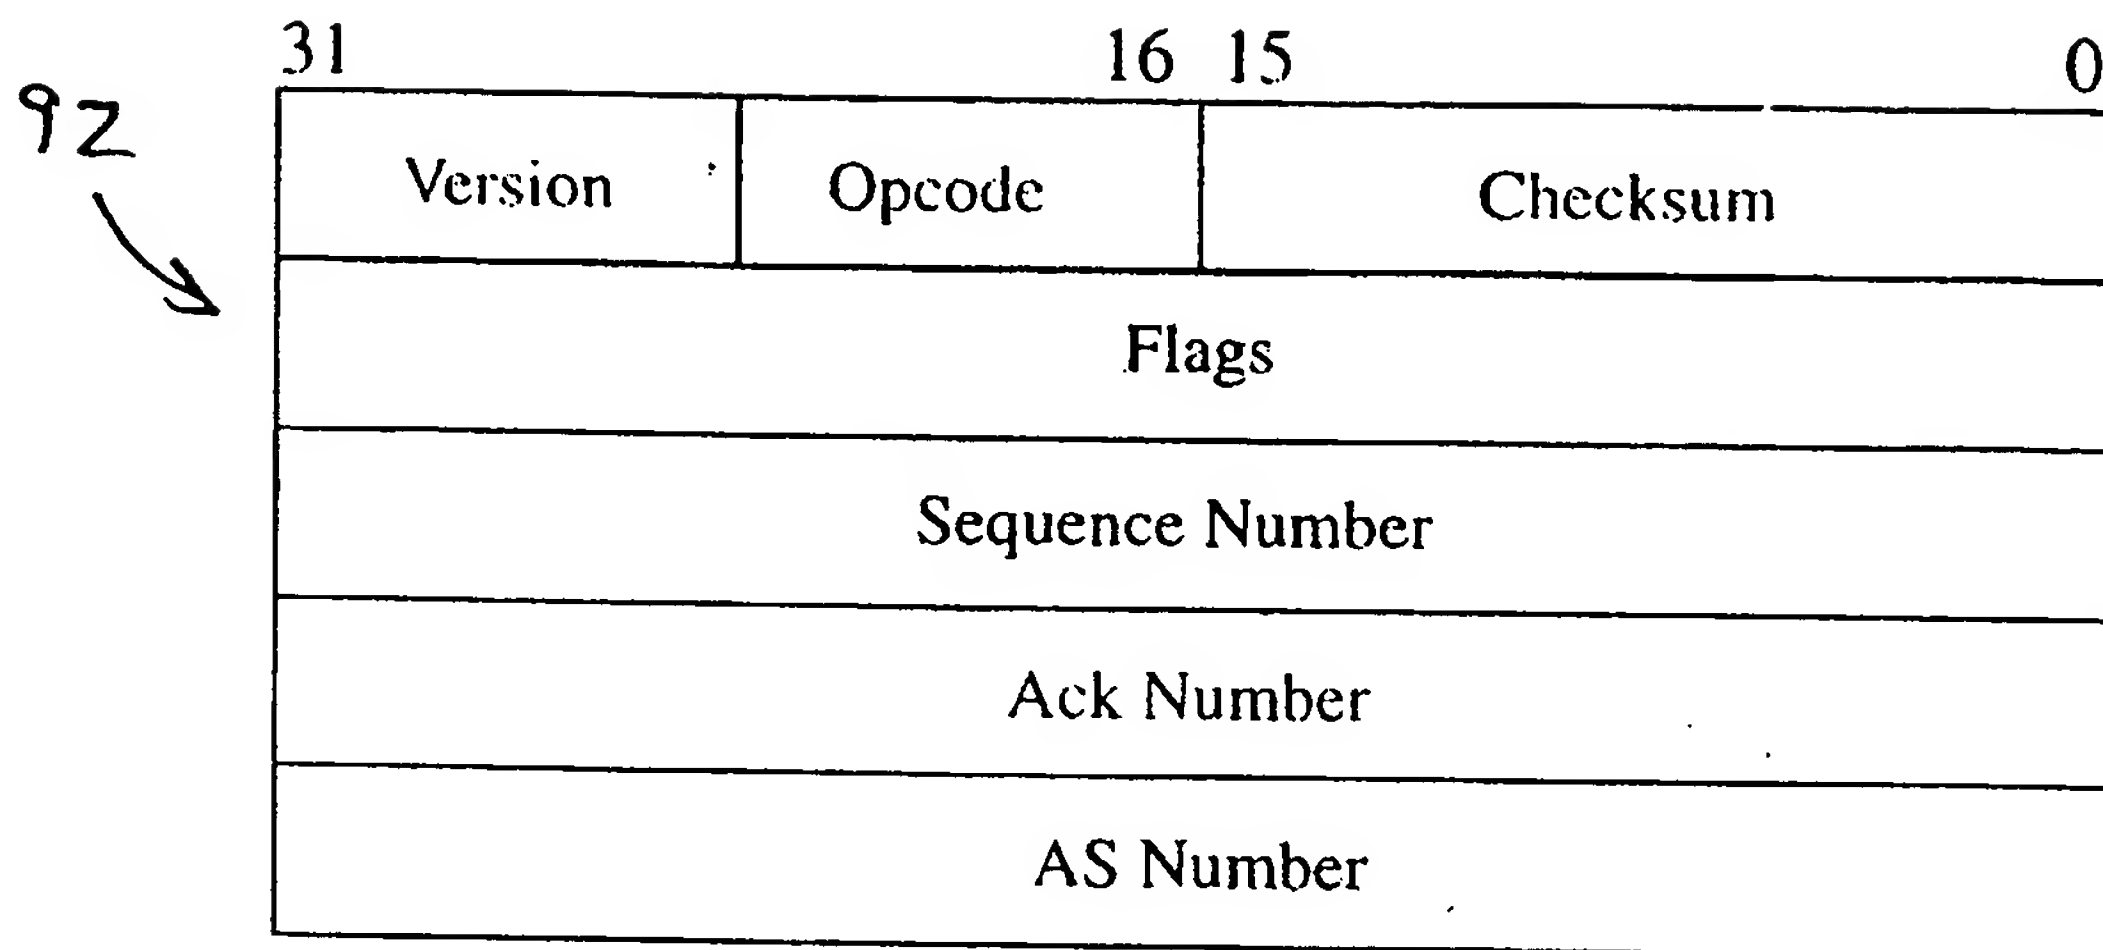 31 16 15 0
92
Version Opcode Checksum
Flags
Sequence Number
Ack Number
AS Number